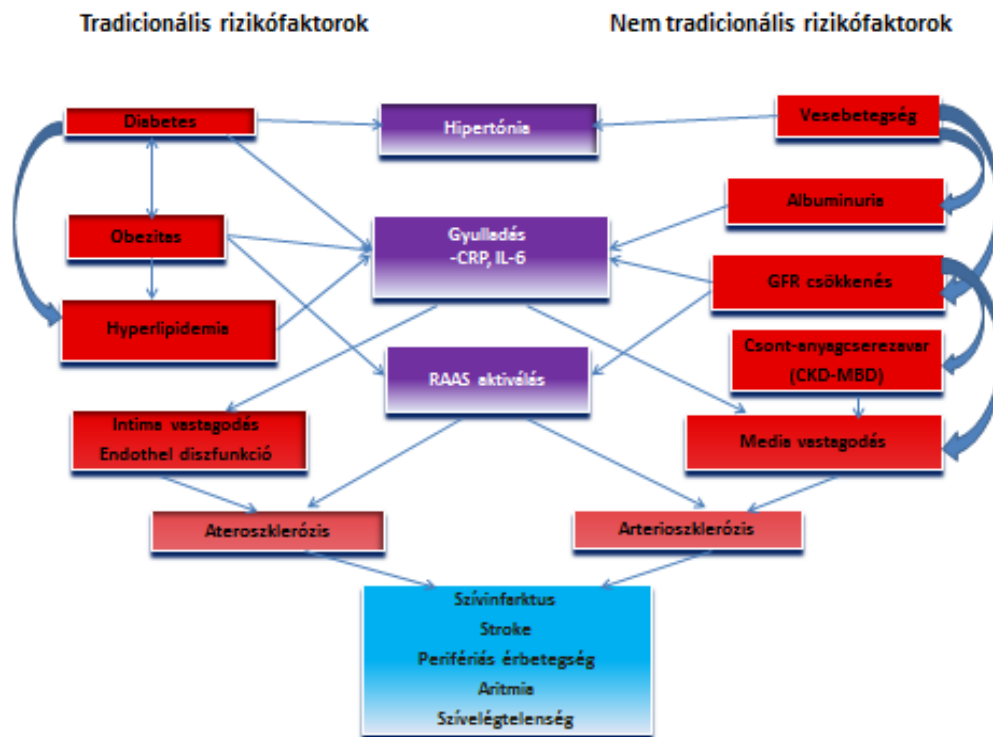 Tradicionális rizikófaktorok
Nem tradicionális rizikófaktorok
Diabetes
Hipertónia
Vesebetegség
Obezitas
Gyulladás
-CRP, IL-6
Albuminuria
GFR csökkenés
Hyperlipidemia
RAAS aktiválás
Csont-anyagcserezavar
(CKD-MBD)
Intima vastagodás
Endothel diszfunkció
Media vastagodás
Ateroszklerózis
Arterioszklerózis
Szívinfarktus
Stroke
Perifériás érbetegség
Aritmia
Szívelégtelenség